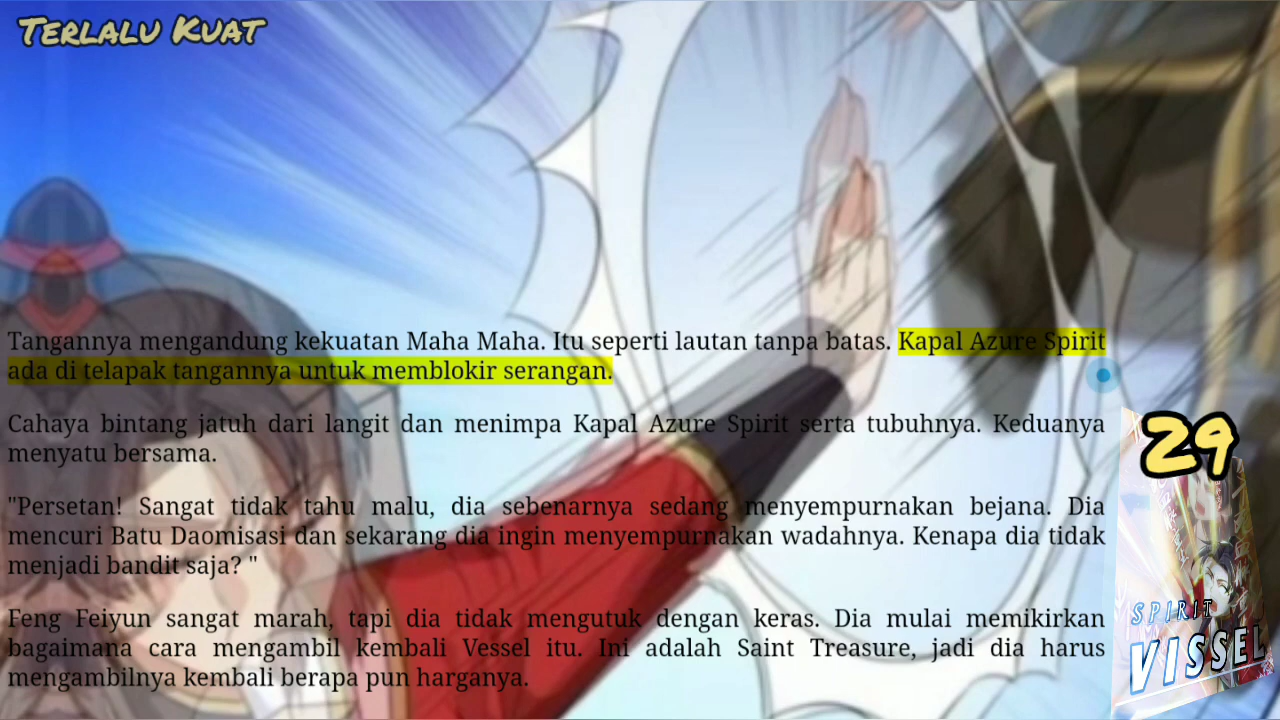 Terlalu Kuat
Tangannya mengandung kekuatan Maha Maha. Itu seperti lautan tanpa batas. Kapal Azure Spirit
ada di telapak tangannya untuk memblokir serangan.
Cahaya bintang jatuh dari langit dan menimpa Kapal Azure Spirit serta tubuhnya. Keduanya
menyatu bersama.
"Persetan! Sangat tidak tahu malu, dia sebenarnya sedang menyempurnakan bejana. Dia
mencuri Batu Daomisasi dan sekarang dia ingin menyempurnakan wadahnya. Kenapa dia tidak
menjadi bandit saja? "
Feng Feiyun sangat marah, tapi dia tidak mengutuk dengan keras. Dia mulai memikirkan
bagaimana cara mengambil kembali Vessel itu. Ini adalah Saint Treasure, jadi dia harus
mengambilnya kembali berapa pun harganya.
29
SPIRIT
VISSEL